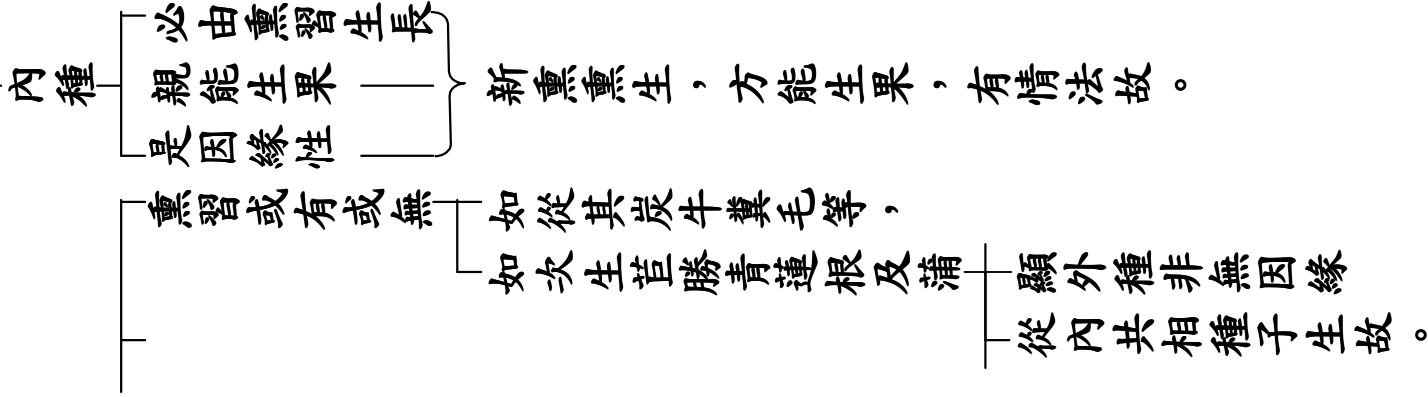 內種
必由熏習生長
親能生果
是因緣性
新熏熏生，方能生果，有情法故。
熏習或有或無
如從其炭牛糞毛等，
如次生苣勝青蓮根及蒲
顯外種非無因緣
從內共相種子生故。